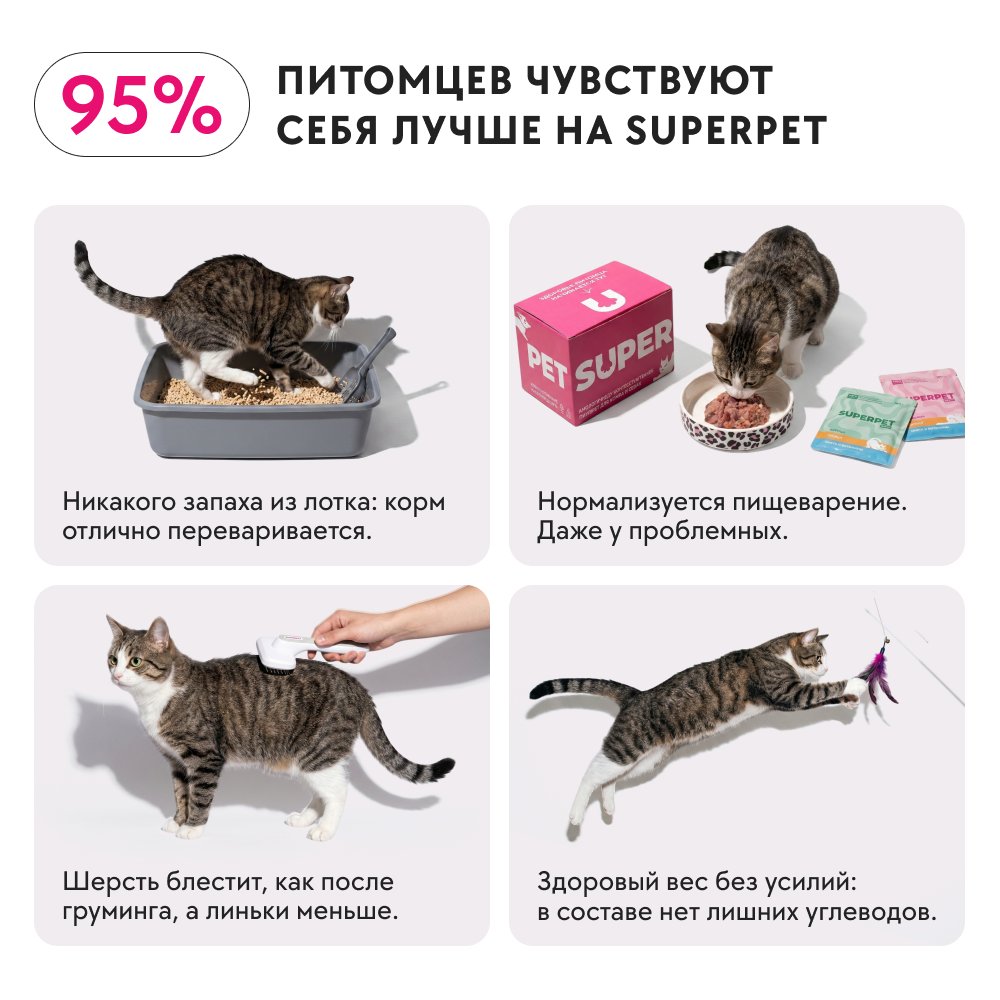 95%
ПИТОМЦЕВ ЧУВСТВУЮТ
СЕБЯ ЛУЧШЕ НА SUPERPET
PET SUPER
SUPERPET
Никакого запаха из лотка: корм
отлично переваривается.
Нормализуется пищеварение.
Даже у проблемных.
Шерсть блестит, как после
груминга, а линьки меньше.
Здоровый вес без усилий:
в составе нет лишних углеводов.